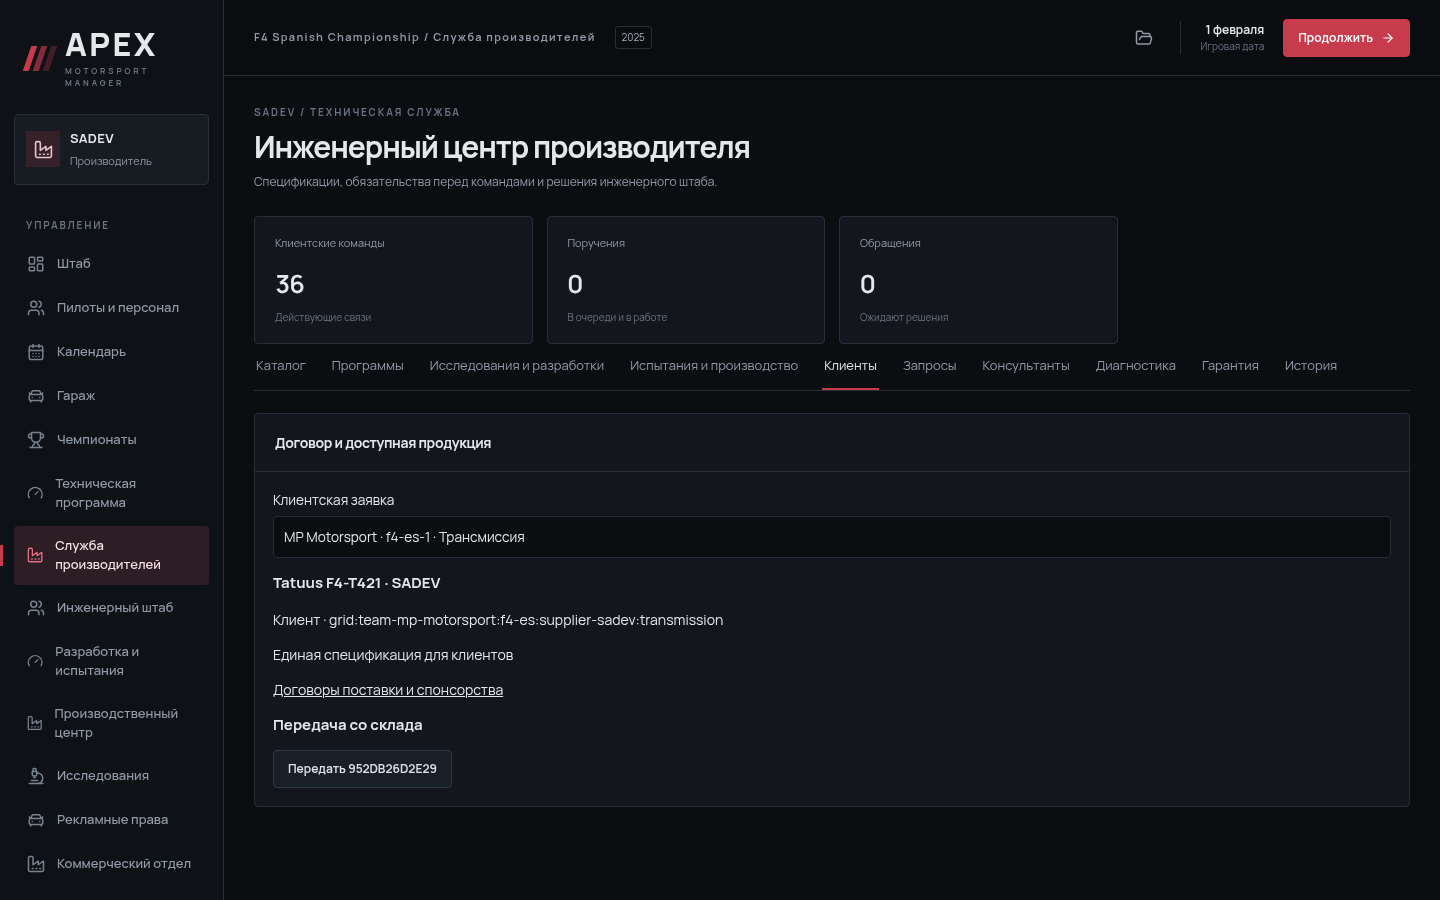 APEX
MOTORSPORT
MANAGER
SADEV
Производитель
УПРАВЛЕНИЕ
Штаб
Пилоты и персонал
Календарь
Гараж
Чемпионаты
Техническая
программа
Служба
производителей
Инженерный штаб
Разработка и
испытания
Производственный
центр
Исследования
Рекламные права
Коммерческий отдел
F4 Spanish Championship / Служба производителей
2025
1 февраля
Игровая дата
Продолжить
SADEV / ТЕХНИЧЕСКАЯ СЛУЖБА
Инженерный центр производителя
Спецификации, обязательства перед командами и решения инженерного штаба.
Клиентские команды
36
Действующие связи
Поручения
0
В очереди и в работе
Обращения
0
Ожидают решения
Каталог Программы Исследования и разработки Испытания и производство Клиенты Запросы Консультанты Диагностика Гарантия История
Договор и доступная продукция
Клиентская заявка
MP Motorsport · f4-es-1 · Трансмиссия
Tatuus F4-T421 · SADEV
Клиент · grid:team-mp-motorsport:f4-es:supplier-sadev:transmission
Единая спецификация для клиентов
Договоры поставки и спонсорства
Передача со склада
Передать 952DB26D2E29